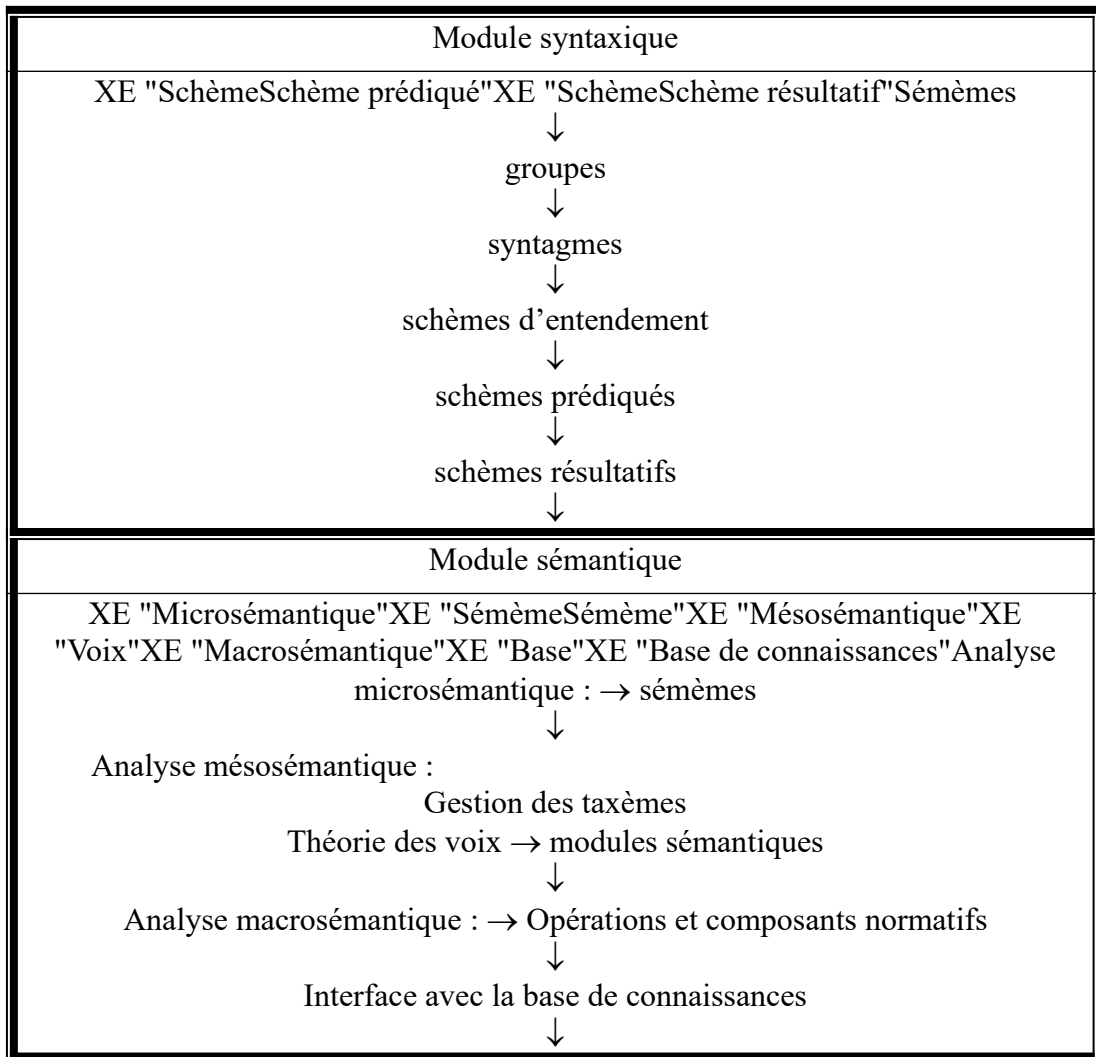 Module syntaxique
XE "SchèmeSchème prédiqué"XE "SchèmeSchème résultatif"Sémèmes
↓
groupes
↓
syntagmes
↓
schèmes d’entendement
↓
schèmes prédiqués
↓
schèmes résultatifs
↓
Module sémantique
XE "Microsémantique"XE "SémèmeSémème"XE "Mésosémantique"XE
"Voix"XE "Macrosémantique"XE "Base"XE "Base de connaissances"Analyse
microsémantique : → sémèmes
↓
Analyse mésosémantique :
Gestion des taxèmes
Théorie des voix → modules sémantiques
↓
Analyse macrosémantique : → Opérations et composants normatifs
↓
Interface avec la base de connaissances
↓